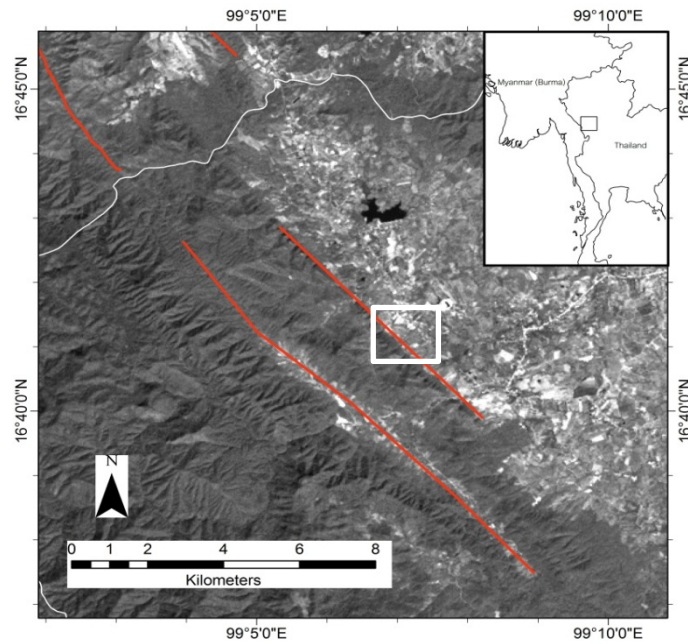 99°5'0"E 99°10'0"E
16°45'0"N 16°45'0"N
Myanmar (Burma)
Thailand
16°40'0"N 16°40'0"N
N
0 1 2 4 6 8
Kilometers
99°5'0"E 99°10'0"E